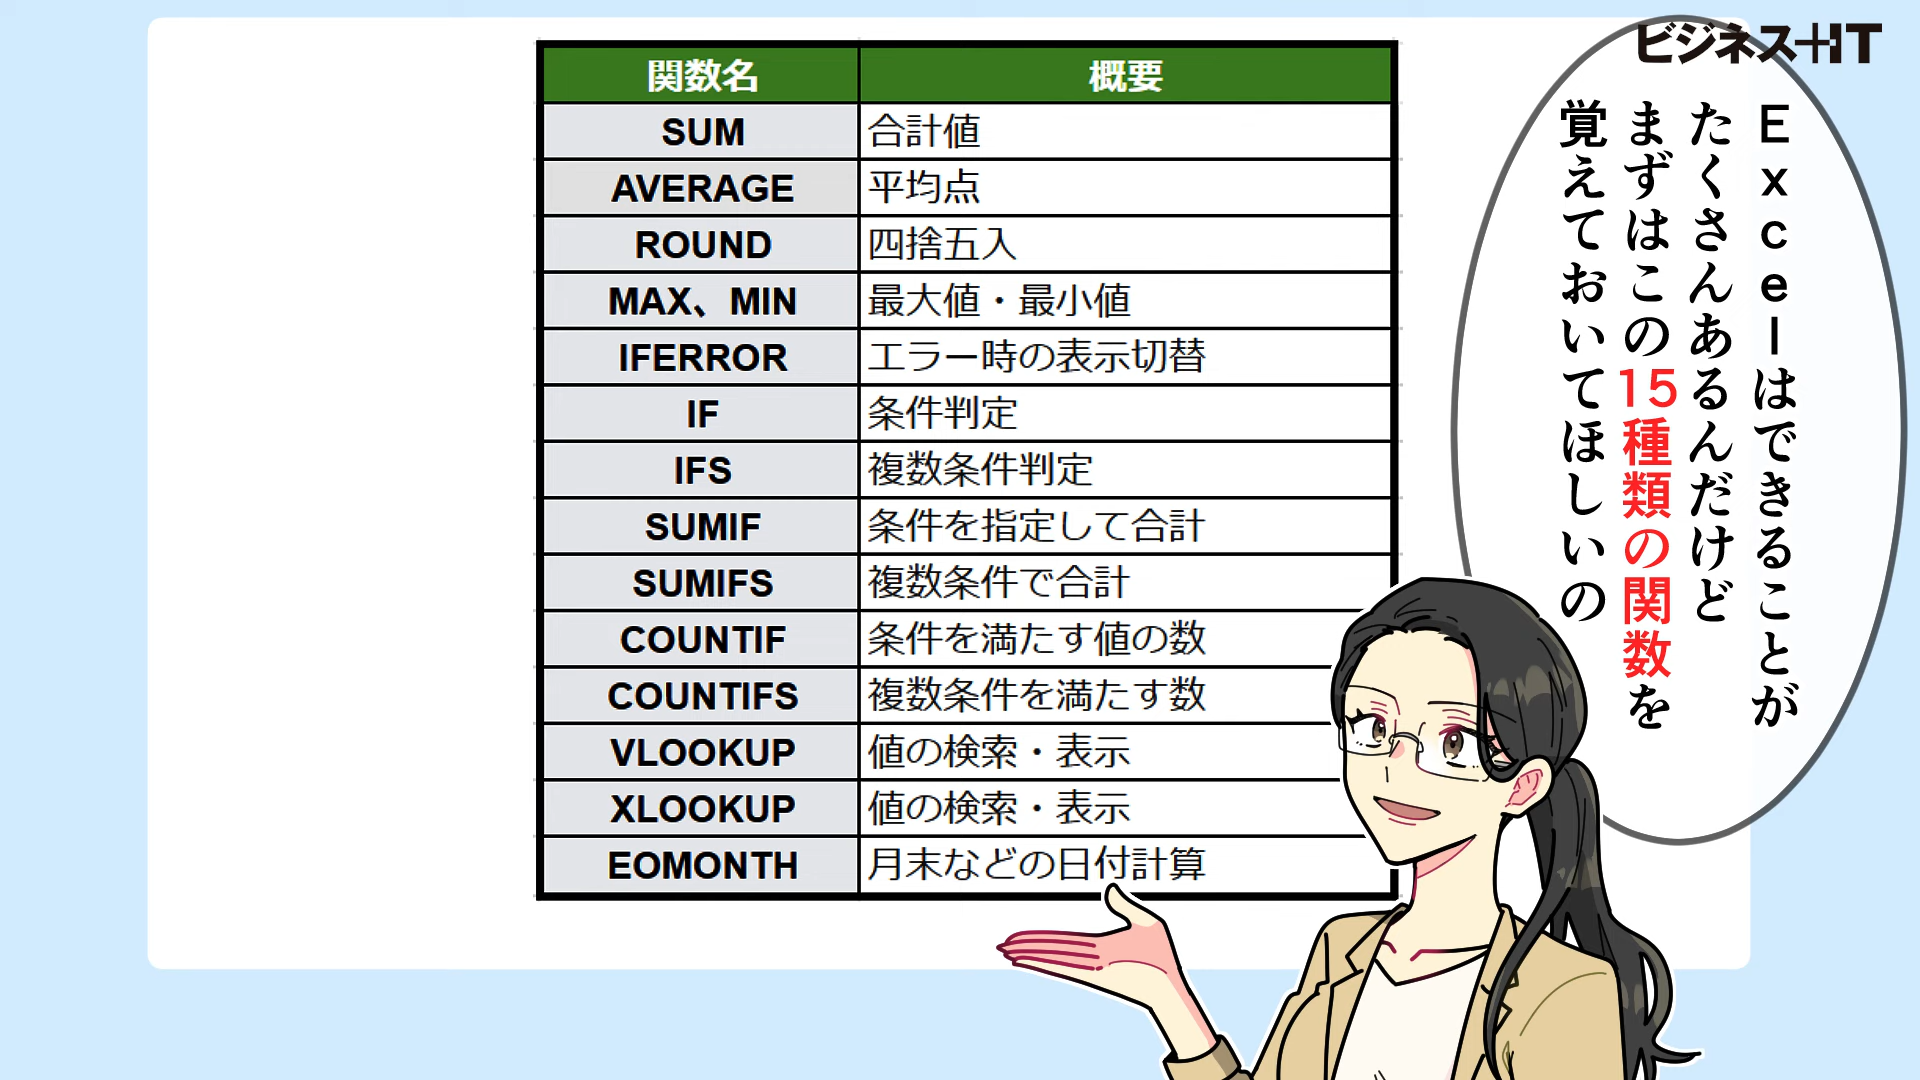 ビジネス+IT
Excelはできることが
たくさんあるんだけど
まずはこの15種類の関数を
覚えておいてほしいの
関数名 概要
SUM 合計値
AVERAGE 平均点
ROUND 四捨五入
MAX、MIN 最大値・最小値
IFERROR エラー時の表示切替
IF 条件判定
IFS 複数条件判定
SUMIF 条件を指定して合計
SUMIFS 複数条件で合計
COUNTIF 条件を満たす値の数
COUNTIFS 複数条件を満たす数
VLOOKUP 値の検索・表示
XLOOKUP 値の検索・表示
EOMONTH 月末などの日付計算